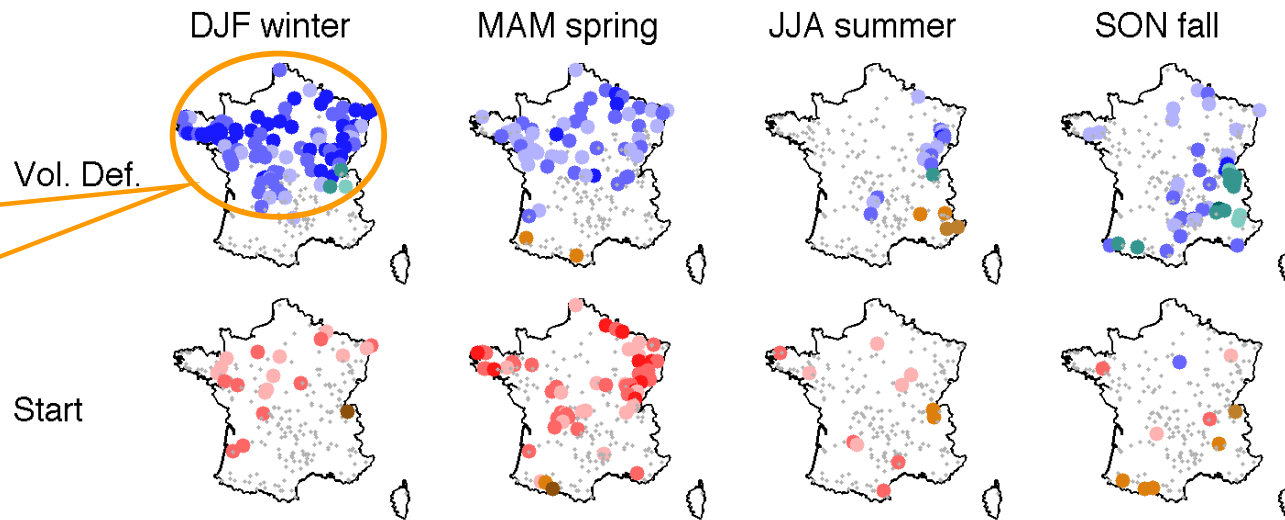 DJF winter
MAM spring
JJA summer
SON fall
Vol. Def.
Start